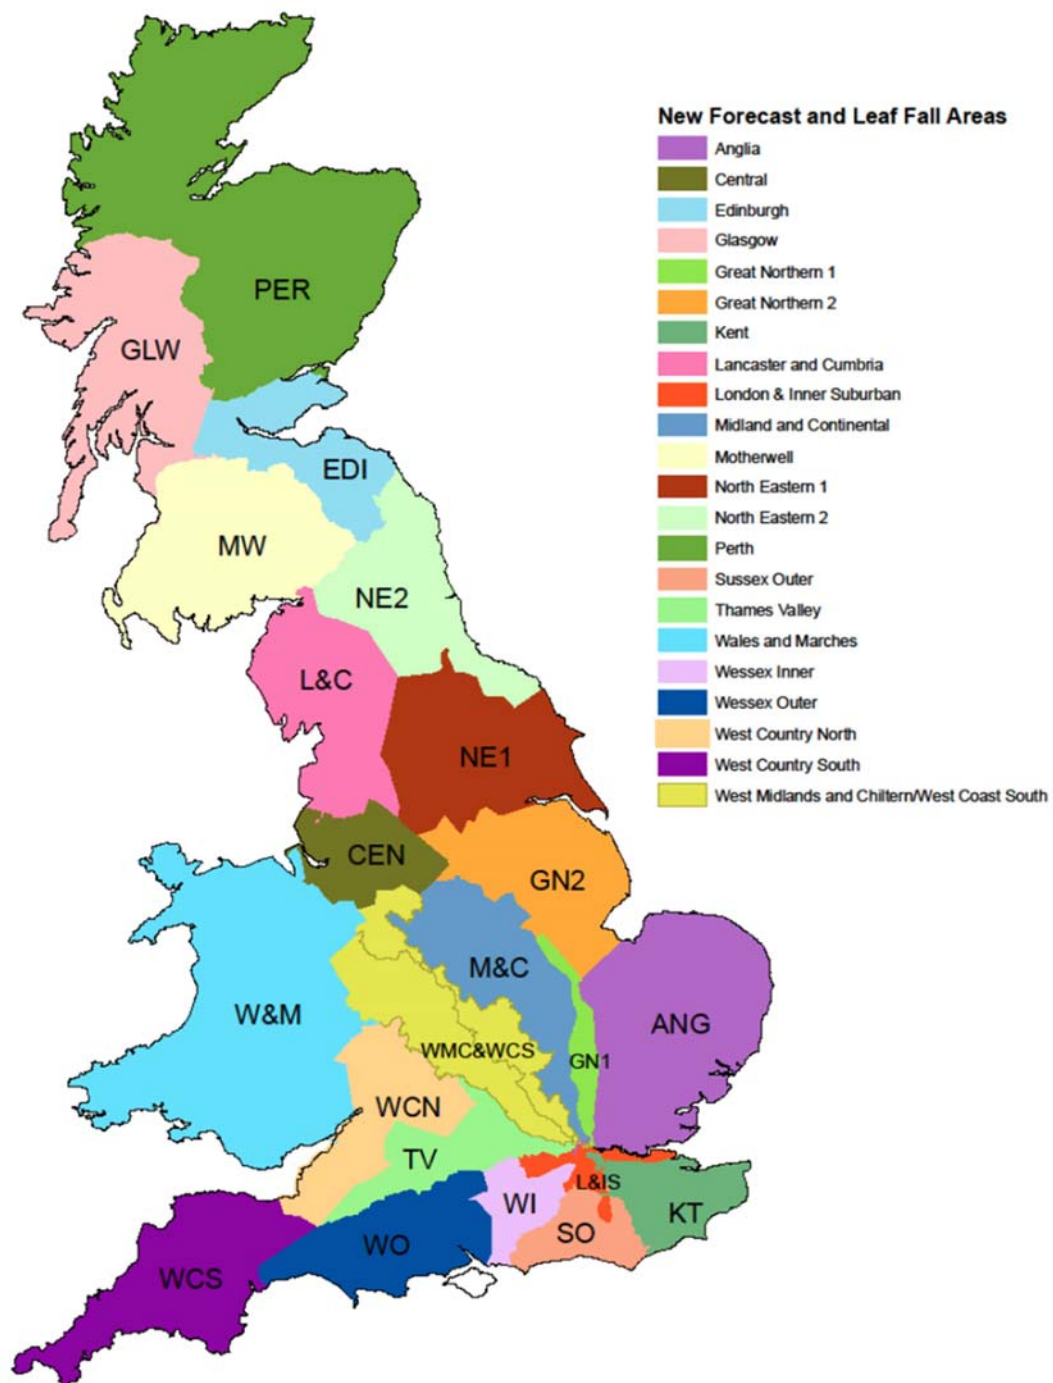 New Forecast and Leaf Fall Areas
Anglia
Central
Edinburgh
Glasgow
Great Northern 1
Great Northern 2
Kent
Lancaster and Cumbria
London & Inner Suburban
Midland and Continental
Motherwell
North Eastern 1
North Eastern 2
Perth
Sussex Outer
Thames Valley
Wales and Marches
Wessex Inner
Wessex Outer
West Country North
West Country South
West Midlands and Chiltern/West Coast South
PER
GLW
EDI
MW
NE2
L&C
NE1
CEN
GN2
M&C
W&M
ANG
WMC&WCS
GN1
WCN
TV
L&IS
WI
KT
SO
WO
WCS